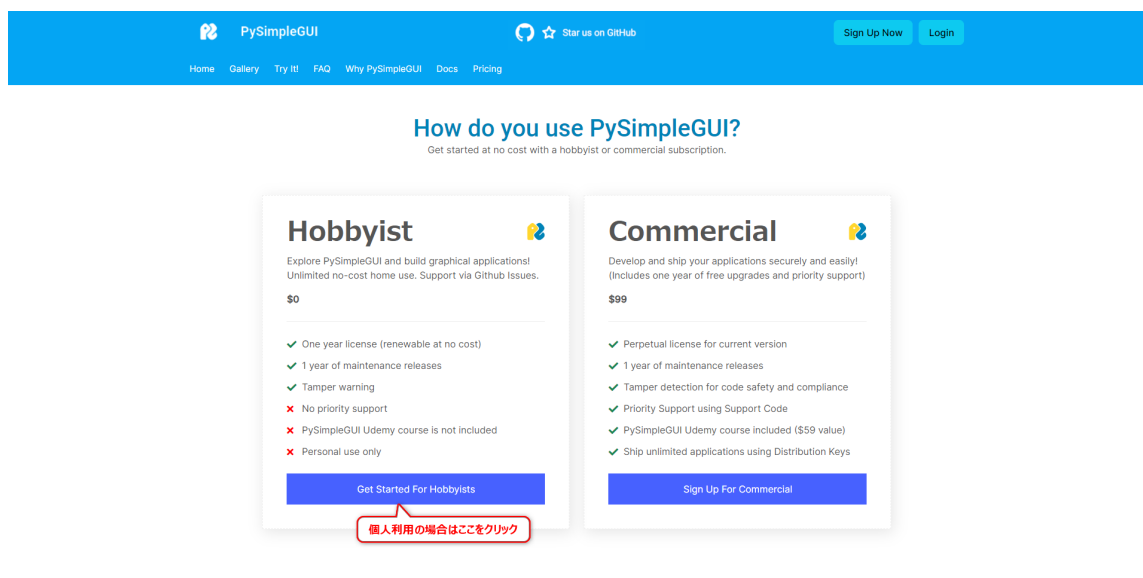 PySimpleGUI
Star us on GitHub
Sign Up Now
Login
Home
Gallery
Try It!
FAQ
Why PySimpleGUI
Docs
Pricing
How do you use PySimpleGUI?
Get started at no cost with a hobbyist or commercial subscription.
Hobbyist
Explore PySimpleGUI and build graphical applications!
Unlimited no-cost home use. Support via Github Issues.
$0
One year license (renewable at no cost)
1 year of maintenance releases
Tamper warning
No priority support
PySimpleGUI Udemy course is not included
Personal use only
Get Started For Hobbyists
個人利用の場合はここをクリック
Commercial
Develop and ship your applications securely and easily!
(Includes one year of free upgrades and priority support)
$99
Perpetual license for current version
1 year of maintenance releases
Tamper detection for code safety and compliance
Priority Support using Support Code
PySimpleGUI Udemy course included ($59 value)
Ship unlimited applications using Distribution Keys
Sign Up For Commercial